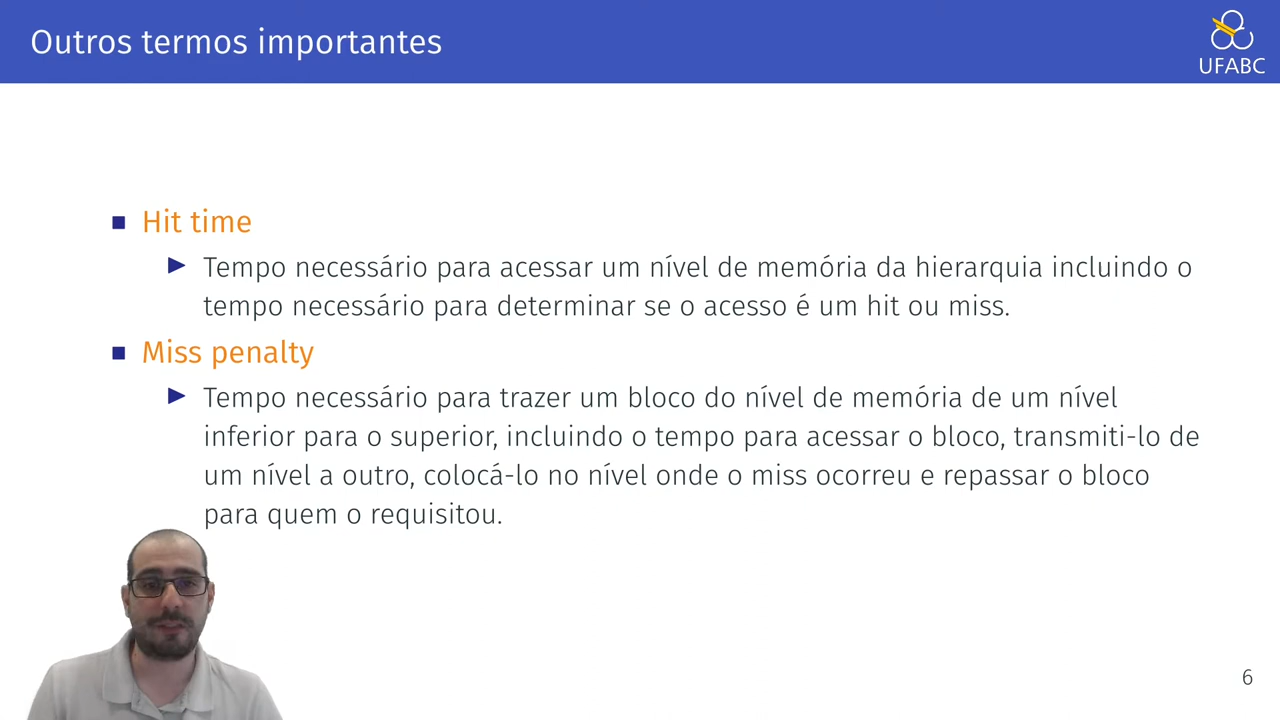 Outros termos importantes
UFABC
Hit time
Tempo necessário para acessar um nível de memória da hierarquia incluindo o
tempo necessário para determinar se o acesso é um hit ou miss.
Miss penalty
Tempo necessário para trazer um bloco do nível de memória de um nível
inferior para o superior, incluindo o tempo para acessar o bloco, transmiti-lo de
um nível a outro, colocá-lo no nível onde o miss ocorreu e repassar o bloco
para quem o requisitou.
6